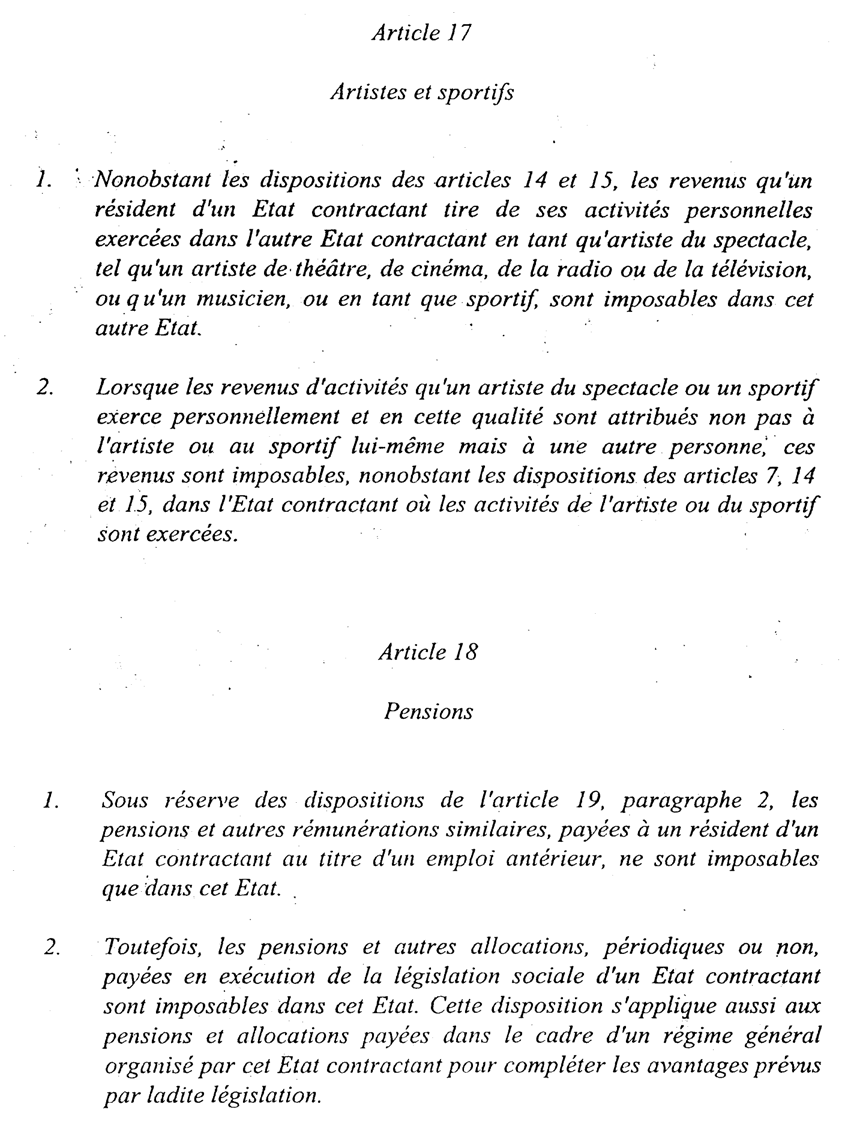 Article 17
Artistes et sportifs
1. Nonobstant les dispositions des articles 14 et 15, les revenus qu'un
résident d'un Etat contractant tire de ses activités personnelles
exercées dans l'autre Etat contractant en tant qu'artiste du spectacle,
tel qu'un artiste de théâtre, de cinéma, de la radio ou de la télévision,
ou qu'un musicien, ou en tant que sportif, sont imposables dans cet
autre Etat.
2. Lorsque les revenus d'activités qu'un artiste du spectacle ou un sportif
exerce personnellement et en cette qualité sont attribués non pas à
l'artiste ou au sportif lui-même mais à une autre personne, ces
revenus sont imposables, nonobstant les dispositions des articles 7, 14
et 15, dans l'Etat contractant où les activités de l'artiste ou du sportif
sont exercées.
Article 18
Pensions
1. Sous réserve des dispositions de l'article 19, paragraphe 2, les
pensions et autres rémunérations similaires, payées à un résident d'un
Etat contractant au titre d'un emploi antérieur, ne sont imposables
que dans cet Etat.
2. Toutefois, les pensions et autres allocations, périodiques ou non,
payées en exécution de la législation sociale d'un Etat contractant
sont imposables dans cet Etat. Cette disposition s'applique aussi aux
pensions et allocations payées dans le cadre d'un régime général
organisé par cet Etat contractant pour compléter les avantages prévus
par ladite législation.